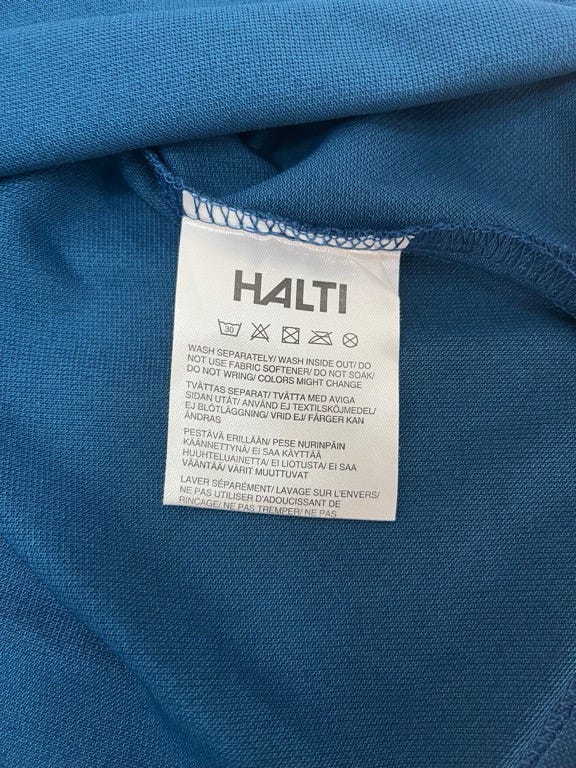 HALTI
30
WASH SEPARATELY/ WASH INSIDE OUT/ DO
NOT USE FABRIC SOFTENER/ DO NOT SOAK/
DO NOT WRING/ COLORS MIGHT CHANGE
TVÄTTAS SEPARAT/ TVÄTTA MED AVIGA
SIDAN UTÅT/ ANVÄND EJ TEXTILSKÖJMEDEL/
EJ BLÖTLÄGGNING/ VRID EJ/ FÄRGER KAN
ÄNDRAS
PESTÄVÄ ERILLÄÄN/ PESE NURINPÄIN
KÄÄNNETTYNÄ/ EI SAA KÄYTTÄÄ
HUUHTELUAINETTA/ EI LIOTUSTA/ EI SAA
VÄÄNTÄÄ/ VÄRIT MUUTTUVAT
LAVER SÉPARÉMENT/ LAVAGE SUR L'ENVERS/
NE PAS UTILISER D'ADOUCISSANT DE
RINÇAGE/ NE PAS TREMPER/ NE PAS